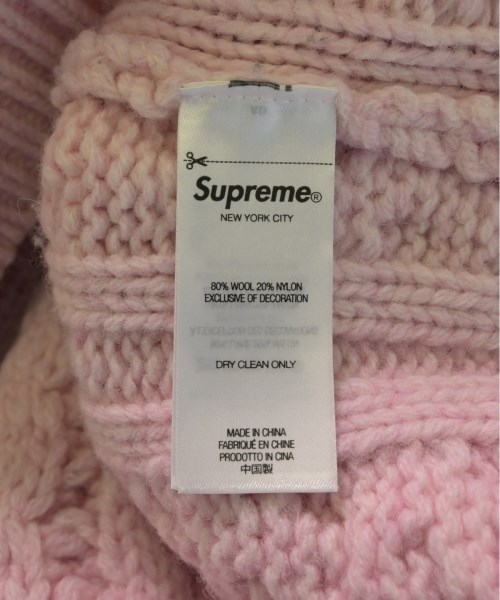 Supreme®
NEW YORK CITY
80% WOOL 20% NYLON
EXCLUSIVE OF DECORATION
DRY CLEAN ONLY
MADE IN CHINA
FABRIQUÉ EN CHINE
PRODOTTO IN CINA
中国製